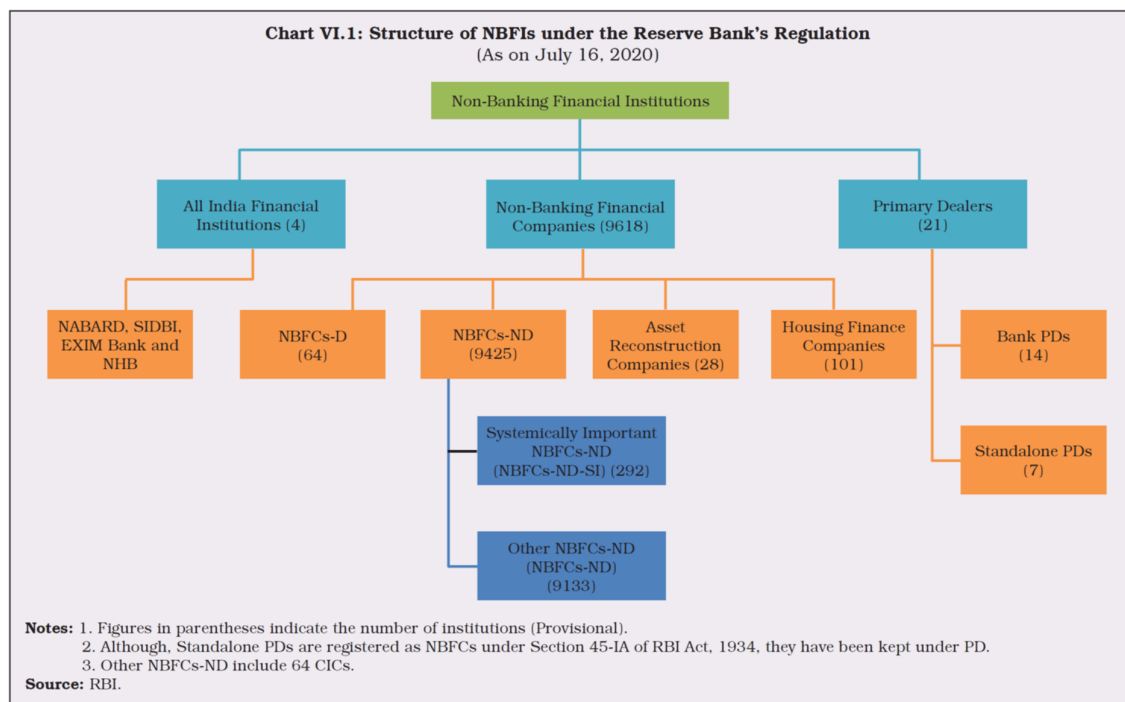 Chart VI.1: Structure of NBFIs under the Reserve Bank's Regulation
(As on July 16, 2020)
Non-Banking Financial Institutions
All India Financial
Institutions (4)
Non-Banking Financial
Companies (9618)
Primary Dealers
(21)
NABARD, SIDBI,
EXIM Bank and
NHB
NBFCs-D
(64)
NBFCs-ND
(9425)
Asset
Reconstruction
Companies (28)
Housing Finance
Companies
(101)
Bank PDs
(14)
Systemically Important
NBFCs-ND
(NBFCs-ND-SI) (292)
Standalone PDs
(7)
Other NBFCs-ND
(NBFCs-ND)
(9133)
Notes: 1. Figures in parentheses indicate the number of institutions (Provisional).
2. Although, Standalone PDs are registered as NBFCs under Section 45-IA of RBI Act, 1934, they have been kept under PD.
3. Other NBFCs-ND include 64 CICs.
Source: RBI.